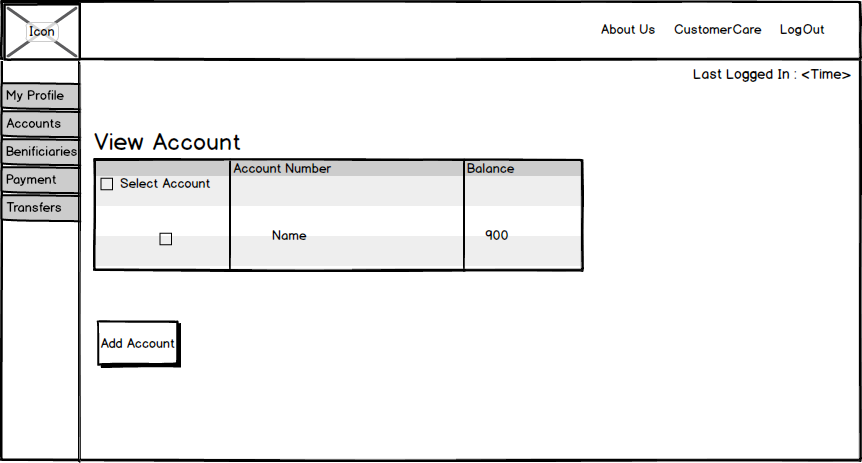 Icon
About Us CustomerCare LogOut
Last Logged In : <Time>
My Profile
Accounts
Benificiaries
Payment
Transfers
View Account
Account Number Balance
Select Account
Name 900
Add Account